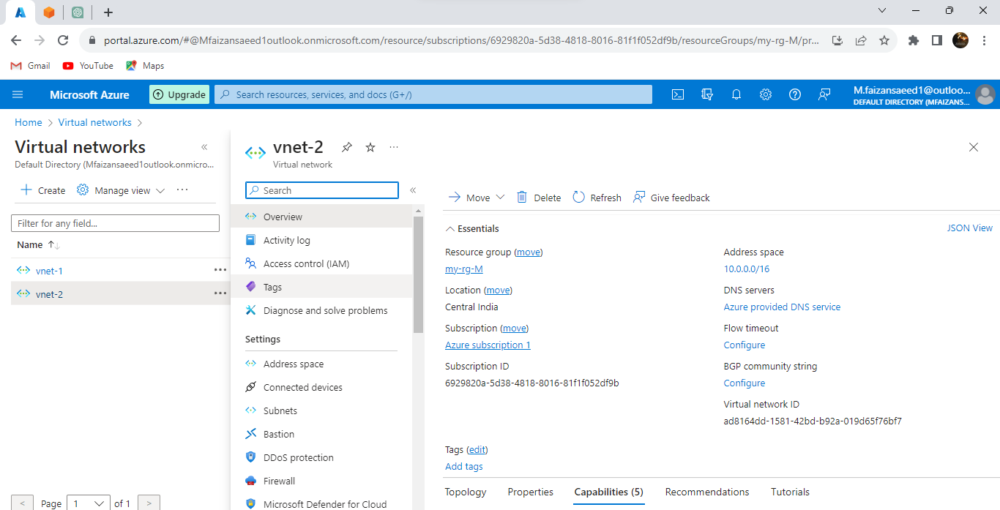 portal.azure.com/#@Mfaizansaeed1outlook.onmicrosoft.com/resource/subscriptions/6929820a-5d38-4818-8016-81f1f052df9b/resourceGroups/my-rg-M/pr...
Gmail YouTube Maps
Microsoft Azure Upgrade Search resources, services, and docs (G+/) M.faizansaeed1@outloo...
DEFAULT DIRECTORY (MFAIZANS...
Home > Virtual networks >
Virtual networks
Default Directory (Mfaizansaeed1outlook.onmicro...
Create Manage view ...
Filter for any field...
Name
vnet-1
vnet-2
< Page 1 of 1 >
vnet-2
Virtual network
Search
Overview
Activity log
Access control (IAM)
Tags
Diagnose and solve problems
Settings
Address space
Connected devices
Subnets
Bastion
DDoS protection
Firewall
Microsoft Defender for Cloud
Move Delete Refresh Give feedback
Essentials JSON View
Resource group (move)
my-rg-M
Location (move)
Central India
Subscription (move)
Azure subscription 1
Subscription ID
6929820a-5d38-4818-8016-81f1f052df9b
Address space
10.0.0.0/16
DNS servers
Azure provided DNS service
Flow timeout
Configure
BGP community string
Configure
Virtual network ID
ad8164dd-1581-42bd-b92a-019d65f76bf7
Tags (edit)
Add tags
Topology Properties Capabilities (5) Recommendations Tutorials